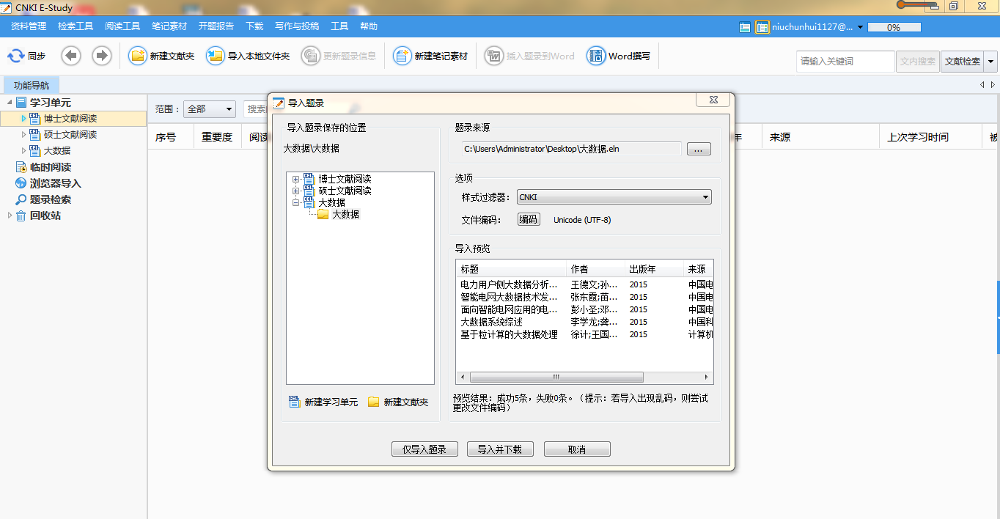 CNKI E-Study
资料管理 检索工具 阅读工具 笔记素材 开题报告 下载 写作与投稿 工具 帮助 niuchunhui1127@... 0%
同步 新建文献夹 导入本地文件夹 更新题录信息 新建笔记素材 插入题录到Word Word撰写 请输入关键词 文内搜索 文献检索
功能导航
学习单元
博士文献阅读
硕士文献阅读
大数据
临时阅读
浏览器导入
题录检索
回收站
范围： 全部 搜索
序号 重要度 阅读 年 来源 上次学习时间 被
导入题录
导入题录保存的位置
大数据\大数据
博士文献阅读
硕士文献阅读
大数据
大数据
新建学习单元 新建文献夹
题录来源
C:\Users\Administrator\Desktop\大数据.eln ...
选项
样式过滤器： CNKI
文件编码： 编码 Unicode (UTF-8)
导入预览
标题 作者 出版年 来源
电力用户侧大数据分析... 王德文;孙... 2015 中国电
智能电网大数据技术发... 张东霞;苗... 2015 中国电
面向智能电网应用的电... 彭小圣;邓... 2015 中国电
大数据系统综述 李学龙;龚... 2015 中国科
基于粒计算的大数据处理 徐计;王国... 2015 计算机
预览结果：成功5条，失败0条。（提示：若导入出现乱码，则尝试
更改文件编码）
仅导入题录 导入并下载 取消